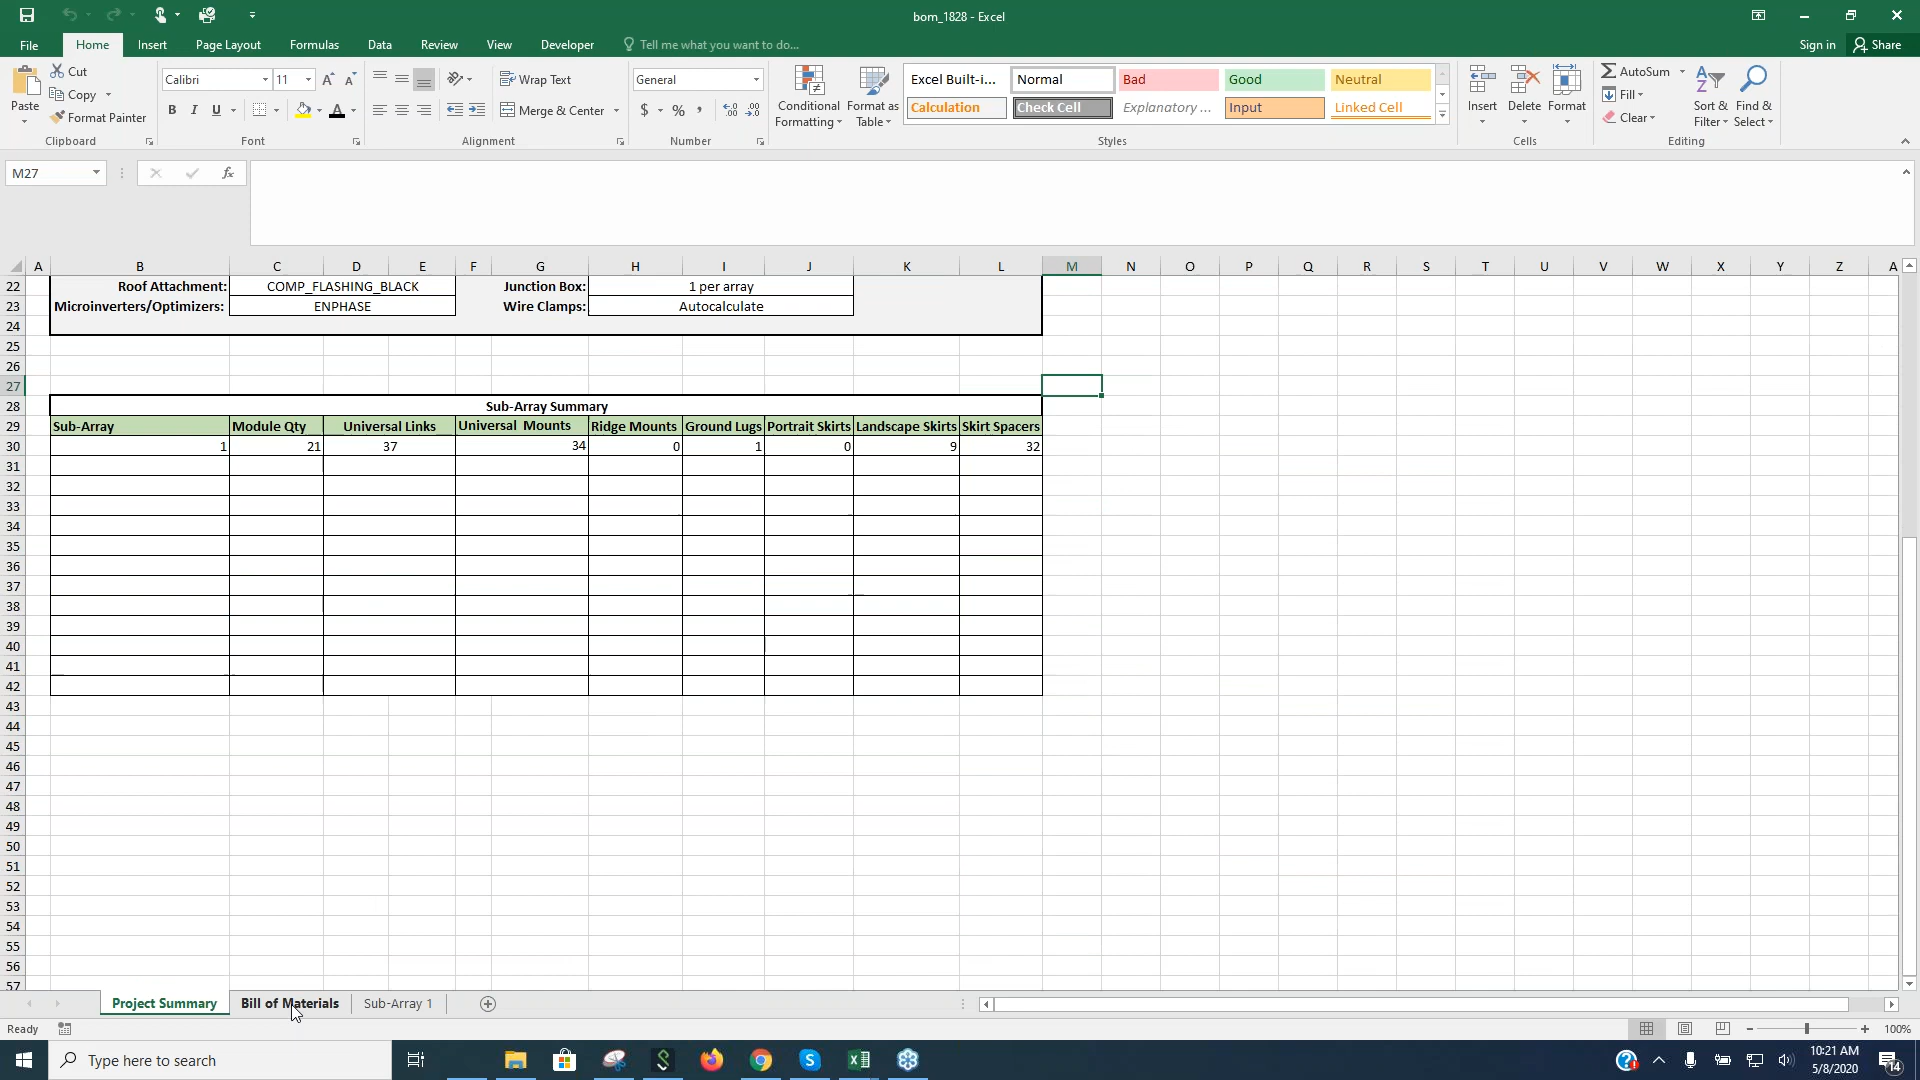 bom_1828 - Excel
File Home Insert Page Layout Formulas Data Review View Developer Tell me what you want to do... Sign in Share
Paste Cut Copy Format Painter Clipboard
Calibri 11 A A B I U A Font
Wrap Text Merge & Center Alignment
General $ % , Number
Conditional Formatting Format as Table
Excel Built-i... Normal Bad Good Neutral
Calculation Check Cell Explanatory ... Input Linked Cell
Styles
Insert Delete Format Cells
AutoSum Fill Clear Sort & Filter Find & Select Editing
M27 fx
A B C D E F G H I J K L M N O P Q R S T U V W X Y Z A
22 Roof Attachment: COMP_FLASHING_BLACK Junction Box: 1 per array
23 Microinverters/Optimizers: ENPHASE Wire Clamps: Autocalculate
24
25
26
27
28 Sub-Array Summary
29 Sub-Array Module Qty Universal Links Universal Mounts Ridge Mounts Ground Lugs Portrait Skirts Landscape Skirts Skirt Spacers
30 1 21 37 34 0 1 0 9 32
31
32
33
34
35
36
37
38
39
40
41
42
43
44
45
46
47
48
49
50
51
52
53
54
55
56
57
Project Summary Bill of Materials Sub-Array 1
Ready 100%
Type here to search 10:21 AM
5/8/2020 14